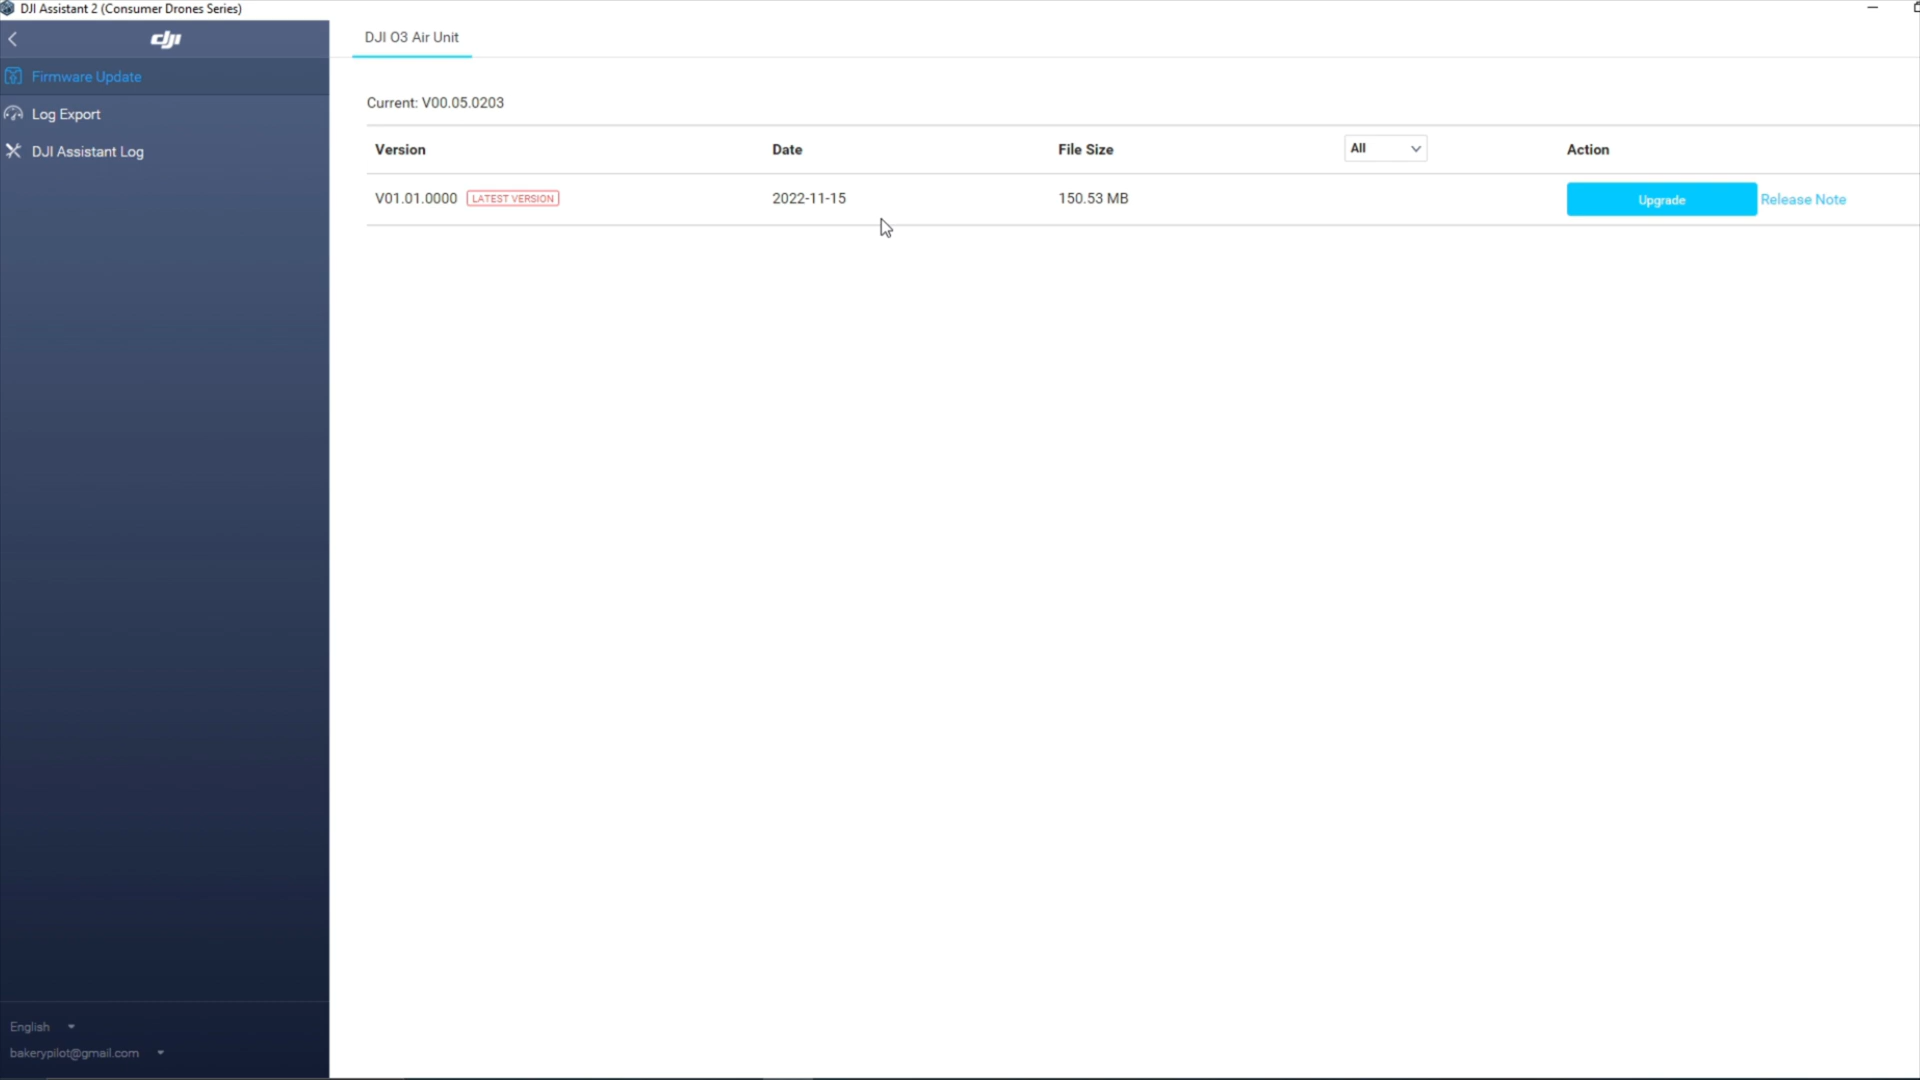 DJI Assistant 2 (Consumer Drones Series)
dji
DJI O3 Air Unit
Firmware Update
Log Export
DJI Assistant Log
Current: V00.05.0203
Version Date File Size All Action
V01.01.0000 LATEST VERSION 2022-11-15 150.53 MB Upgrade Release Note
English
bakerypilot@gmail.com